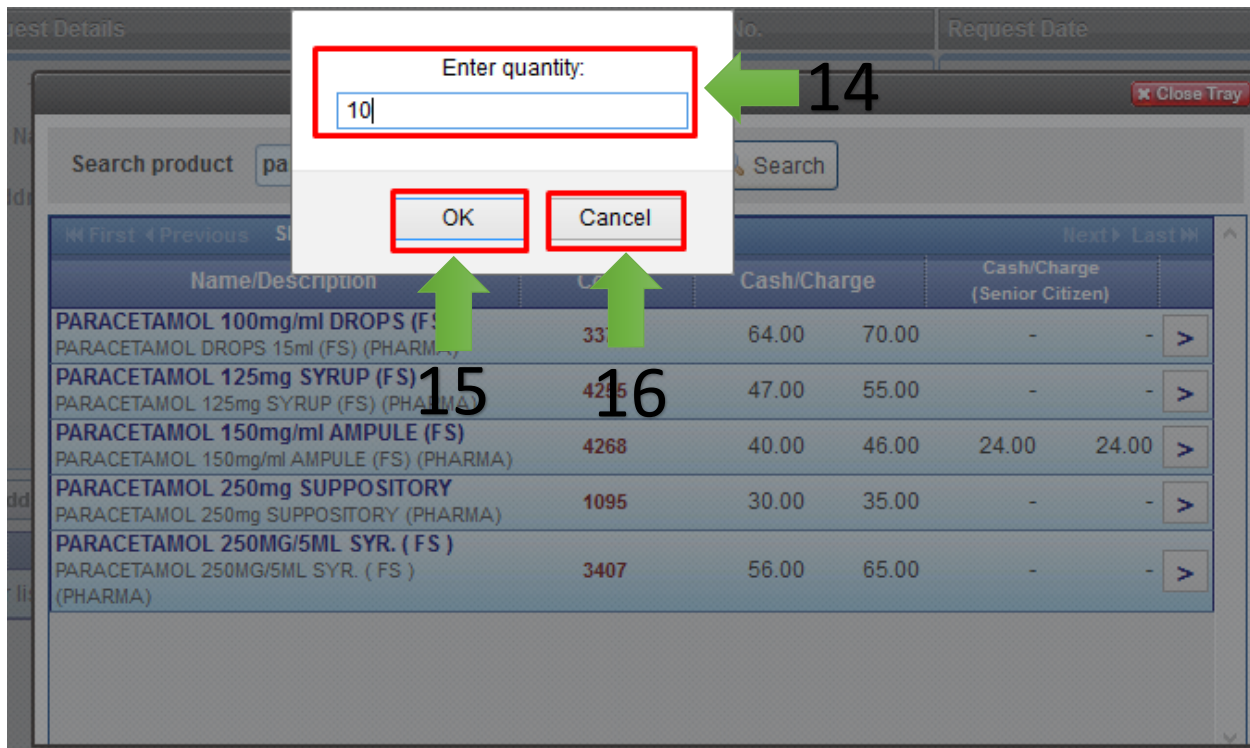 uest Details No. Request Date
Enter quantity:
10
14
Close Tray
Search product pa Search
OK Cancel
First Previous Next Last
Name/Description Cash/Charge Cash/Charge (Senior Citizen)
PARACETAMOL 100mg/ml DROPS (FS 64.00 70.00 - - >
PARACETAMOL DROPS 15ml (FS) (PHARMA)
PARACETAMOL 125mg SYRUP (FS) 4255 47.00 55.00 - - >
PARACETAMOL 125mg SYRUP (FS) (PHARMA)
15 16
PARACETAMOL 150mg/ml AMPULE (FS) 4268 40.00 46.00 24.00 24.00 >
PARACETAMOL 150mg/ml AMPULE (FS) (PHARMA)
PARACETAMOL 250mg SUPPOSITORY 1095 30.00 35.00 - - >
PARACETAMOL 250mg SUPPOSITORY (PHARMA)
PARACETAMOL 250MG/5ML SYR. ( FS ) 3407 56.00 65.00 - - >
PARACETAMOL 250MG/5ML SYR. ( FS )
(PHARMA)